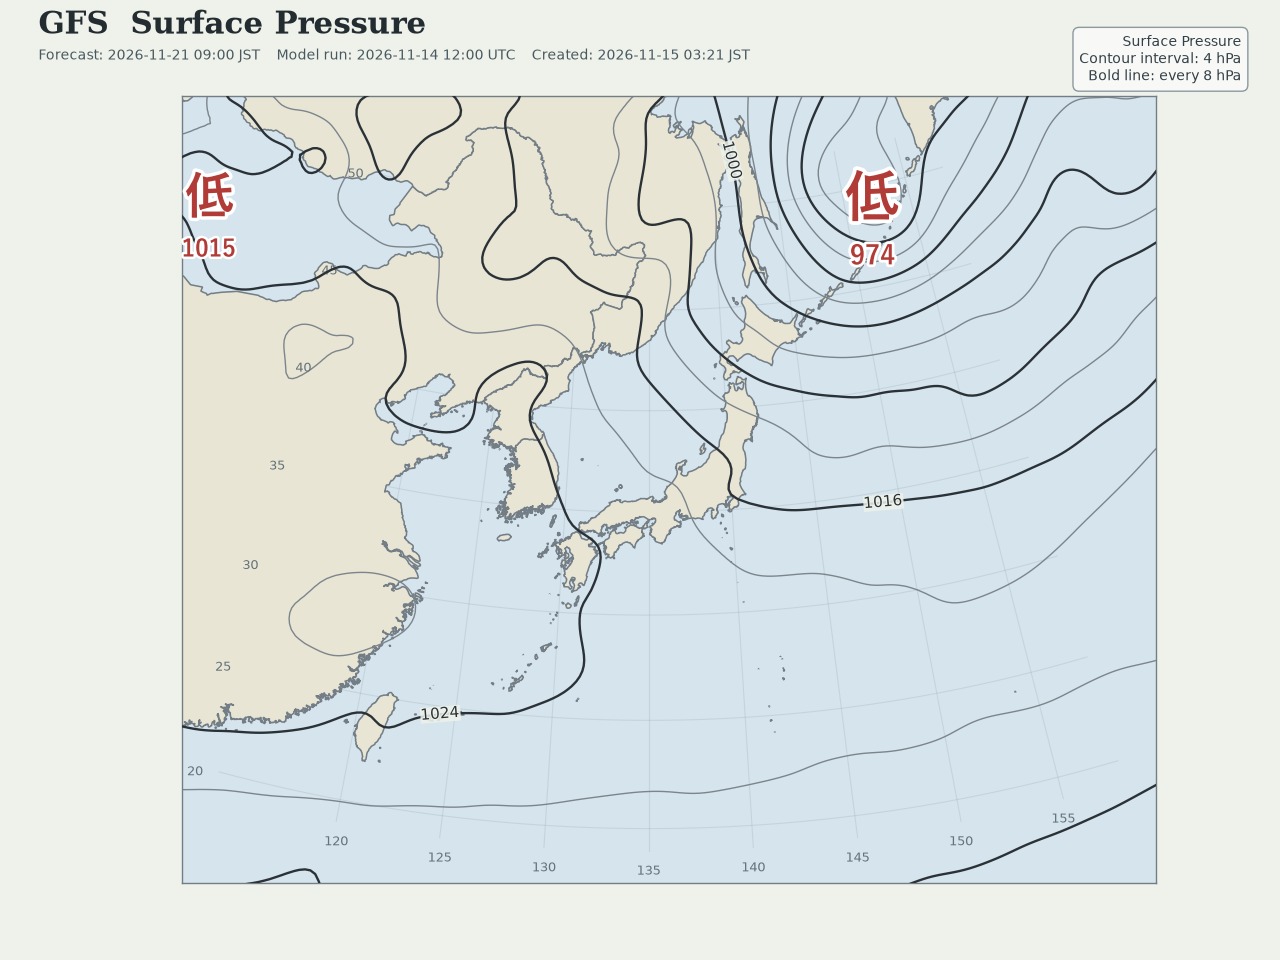 GFS  Surface Pressure
Forecast: 2026-11-21 09:00 JST    Model run: 2026-11-14 12:00 UTC    Created: 2026-11-15 03:21 JST
Surface Pressure
Contour interval: 4 hPa
Bold line: every 8 hPa
1000
50
低
低
1015
974
45
40
35
1016
30
25
1024
20
155
120
150
125
145
130
140
135